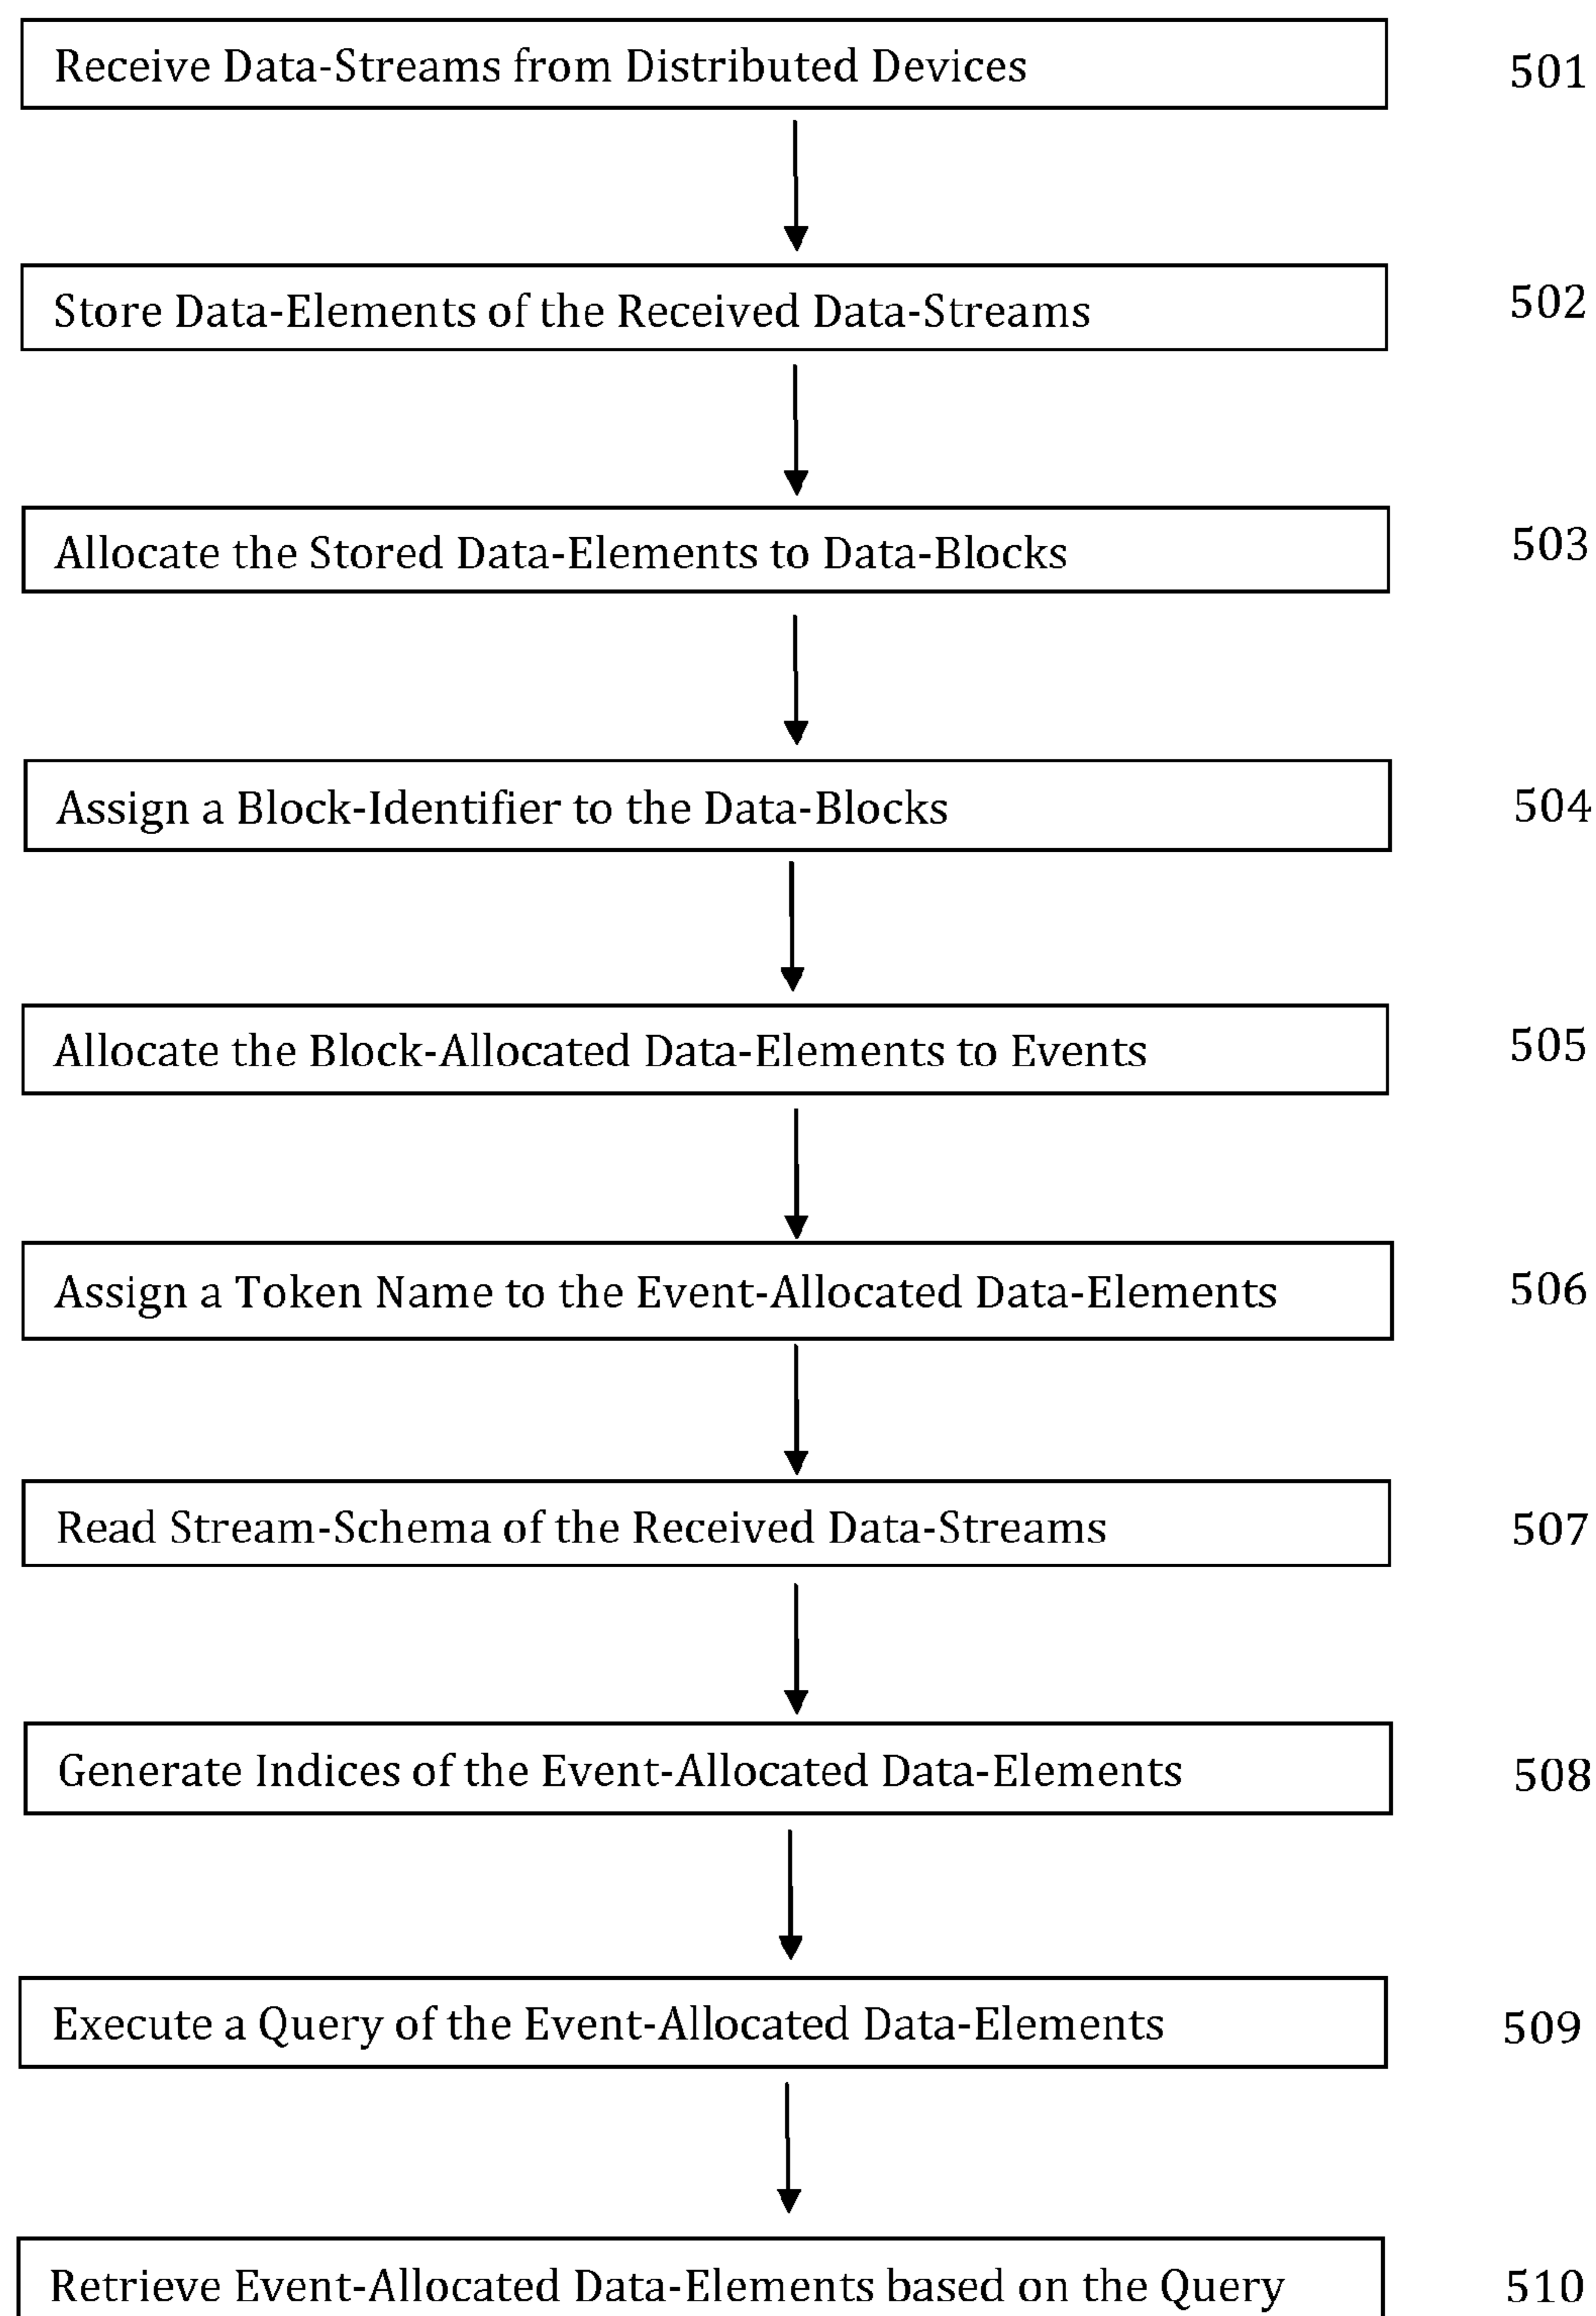 Receive Data-Streams from Distributed Devices 501
Store Data-Elements of the Received Data-Streams 502
Allocate the Stored Data-Elements to Data-Blocks 503
Assign a Block-Identifier to the Data-Blocks 504
Allocate the Block-Allocated Data-Elements to Events 505
Assign a Token Name to the Event-Allocated Data-Elements 506
Read Stream-Schema of the Received Data-Streams 507
Generate Indices of the Event-Allocated Data-Elements 508
Execute a Query of the Event-Allocated Data-Elements 509
Retrieve Event-Allocated Data-Elements based on the Query 510